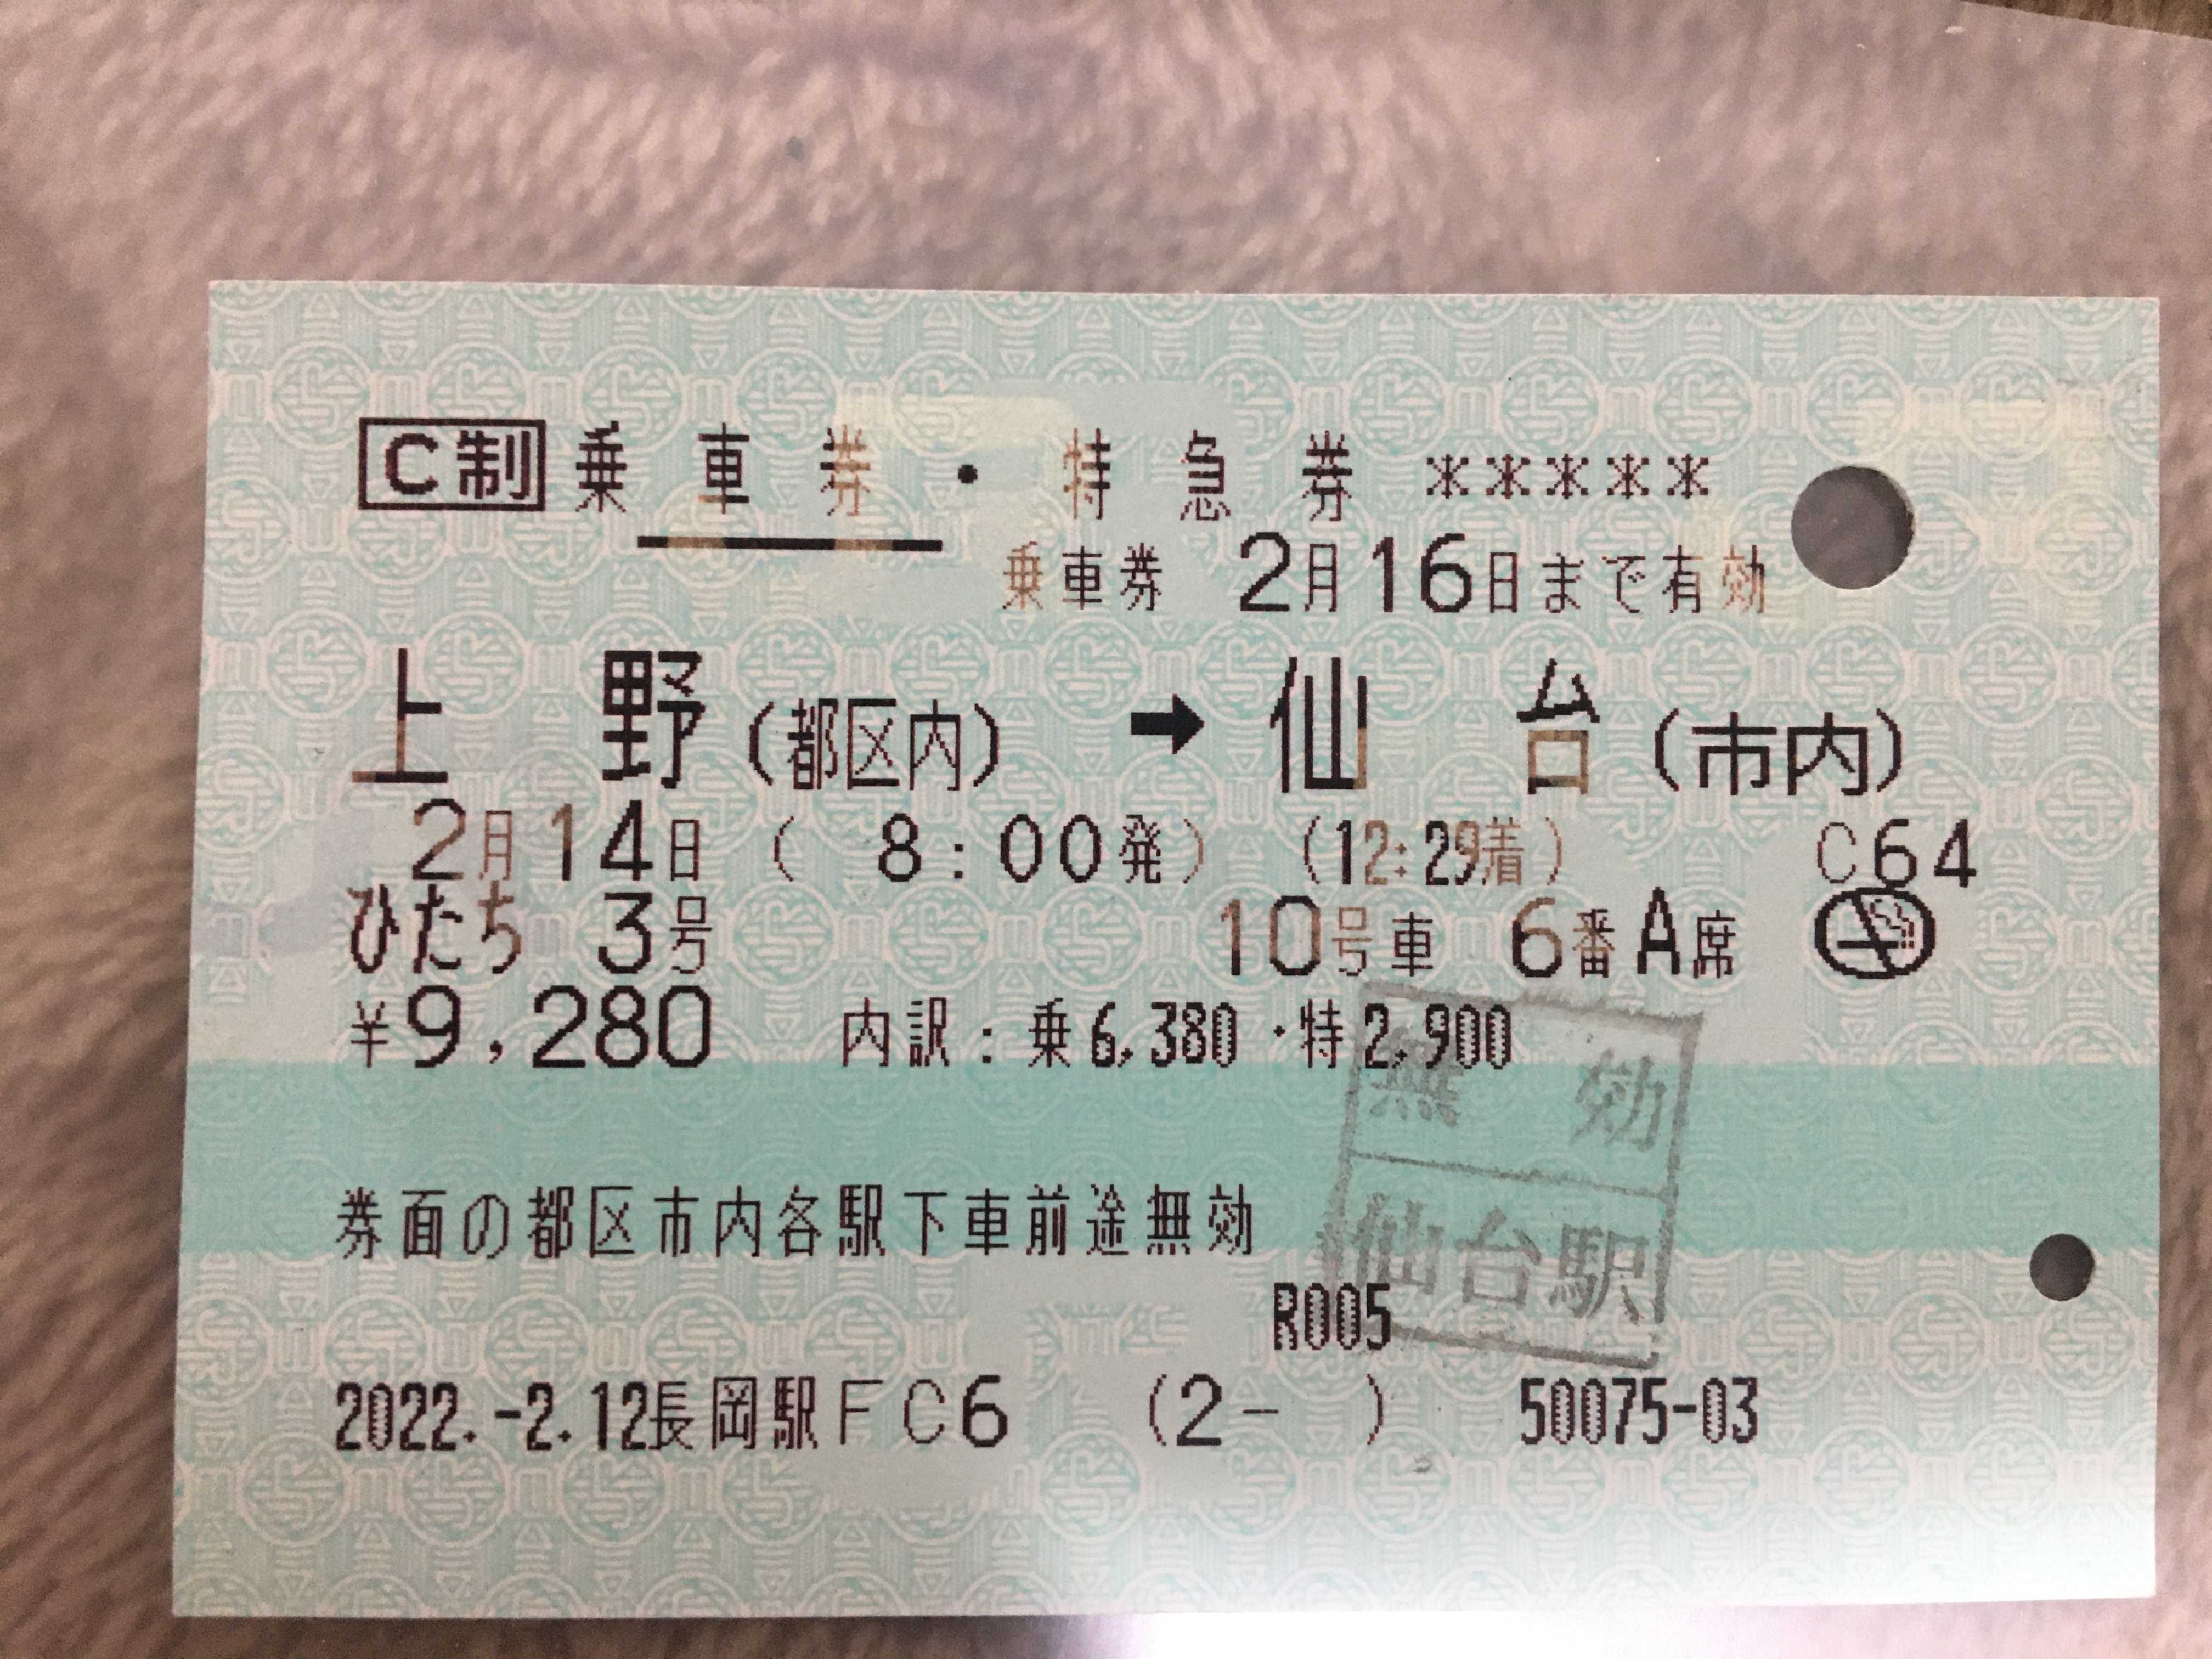 C制 乗車券・特急券 *****
乗車券 2月16日まで有効
上野(都区内) ➡ 仙台(市内)
2月14日 ( 8:00発) (12:29着) C64
ひたち 3号 10号車 6番A席
¥9,280 内訳:乗6,380・特2,900
無効
券面の都区市内各駅下車前途無効
仙台駅
R005
2022.-2.12長岡駅FC6 (2- ) 50075-03